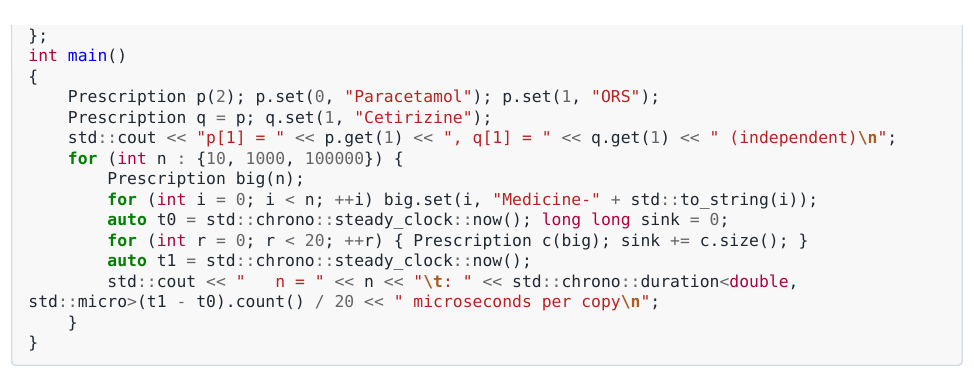 };
int main()
{
    Prescription p(2); p.set(0, "Paracetamol"); p.set(1, "ORS");
    Prescription q = p; q.set(1, "Cetirizine");
    std::cout << "p[1] = " << p.get(1) << ", q[1] = " << q.get(1) << " (independent)\n";
    for (int n : {10, 1000, 100000}) {
        Prescription big(n);
        for (int i = 0; i < n; ++i) big.set(i, "Medicine-" + std::to_string(i));
        auto t0 = std::chrono::steady_clock::now(); long long sink = 0;
        for (int r = 0; r < 20; ++r) { Prescription c(big); sink += c.size(); }
        auto t1 = std::chrono::steady_clock::now();
        std::cout << "   n = " << n << "\t: " << std::chrono::duration<double,
std::micro>(t1 - t0).count() / 20 << " microseconds per copy\n";
    }
}